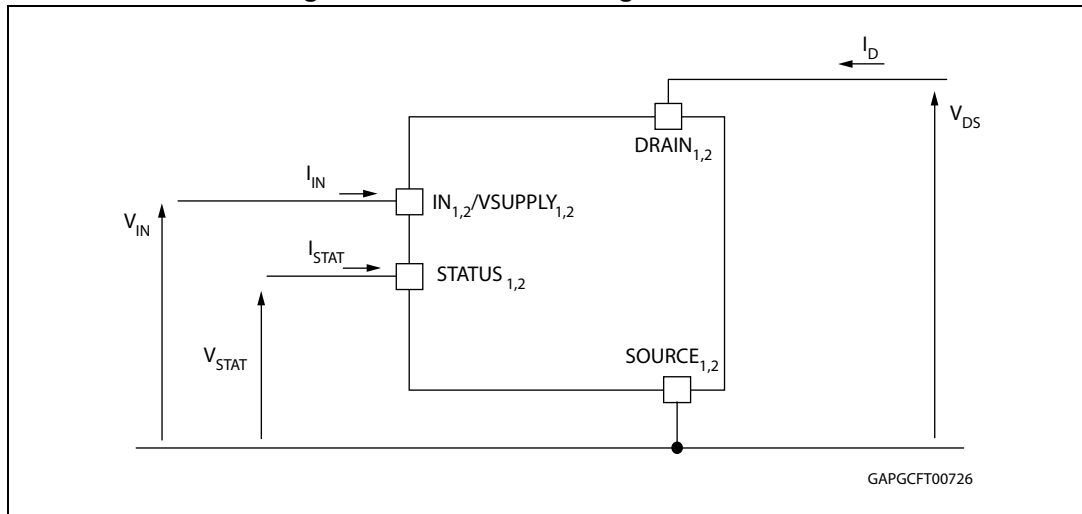 I_D
V_DS
DRAIN_1,2
I_IN
IN_1,2/VSUPPLY_1,2
V_IN
I_STAT
STATUS_1,2
V_STAT
SOURCE_1,2
GAPGCFT00726